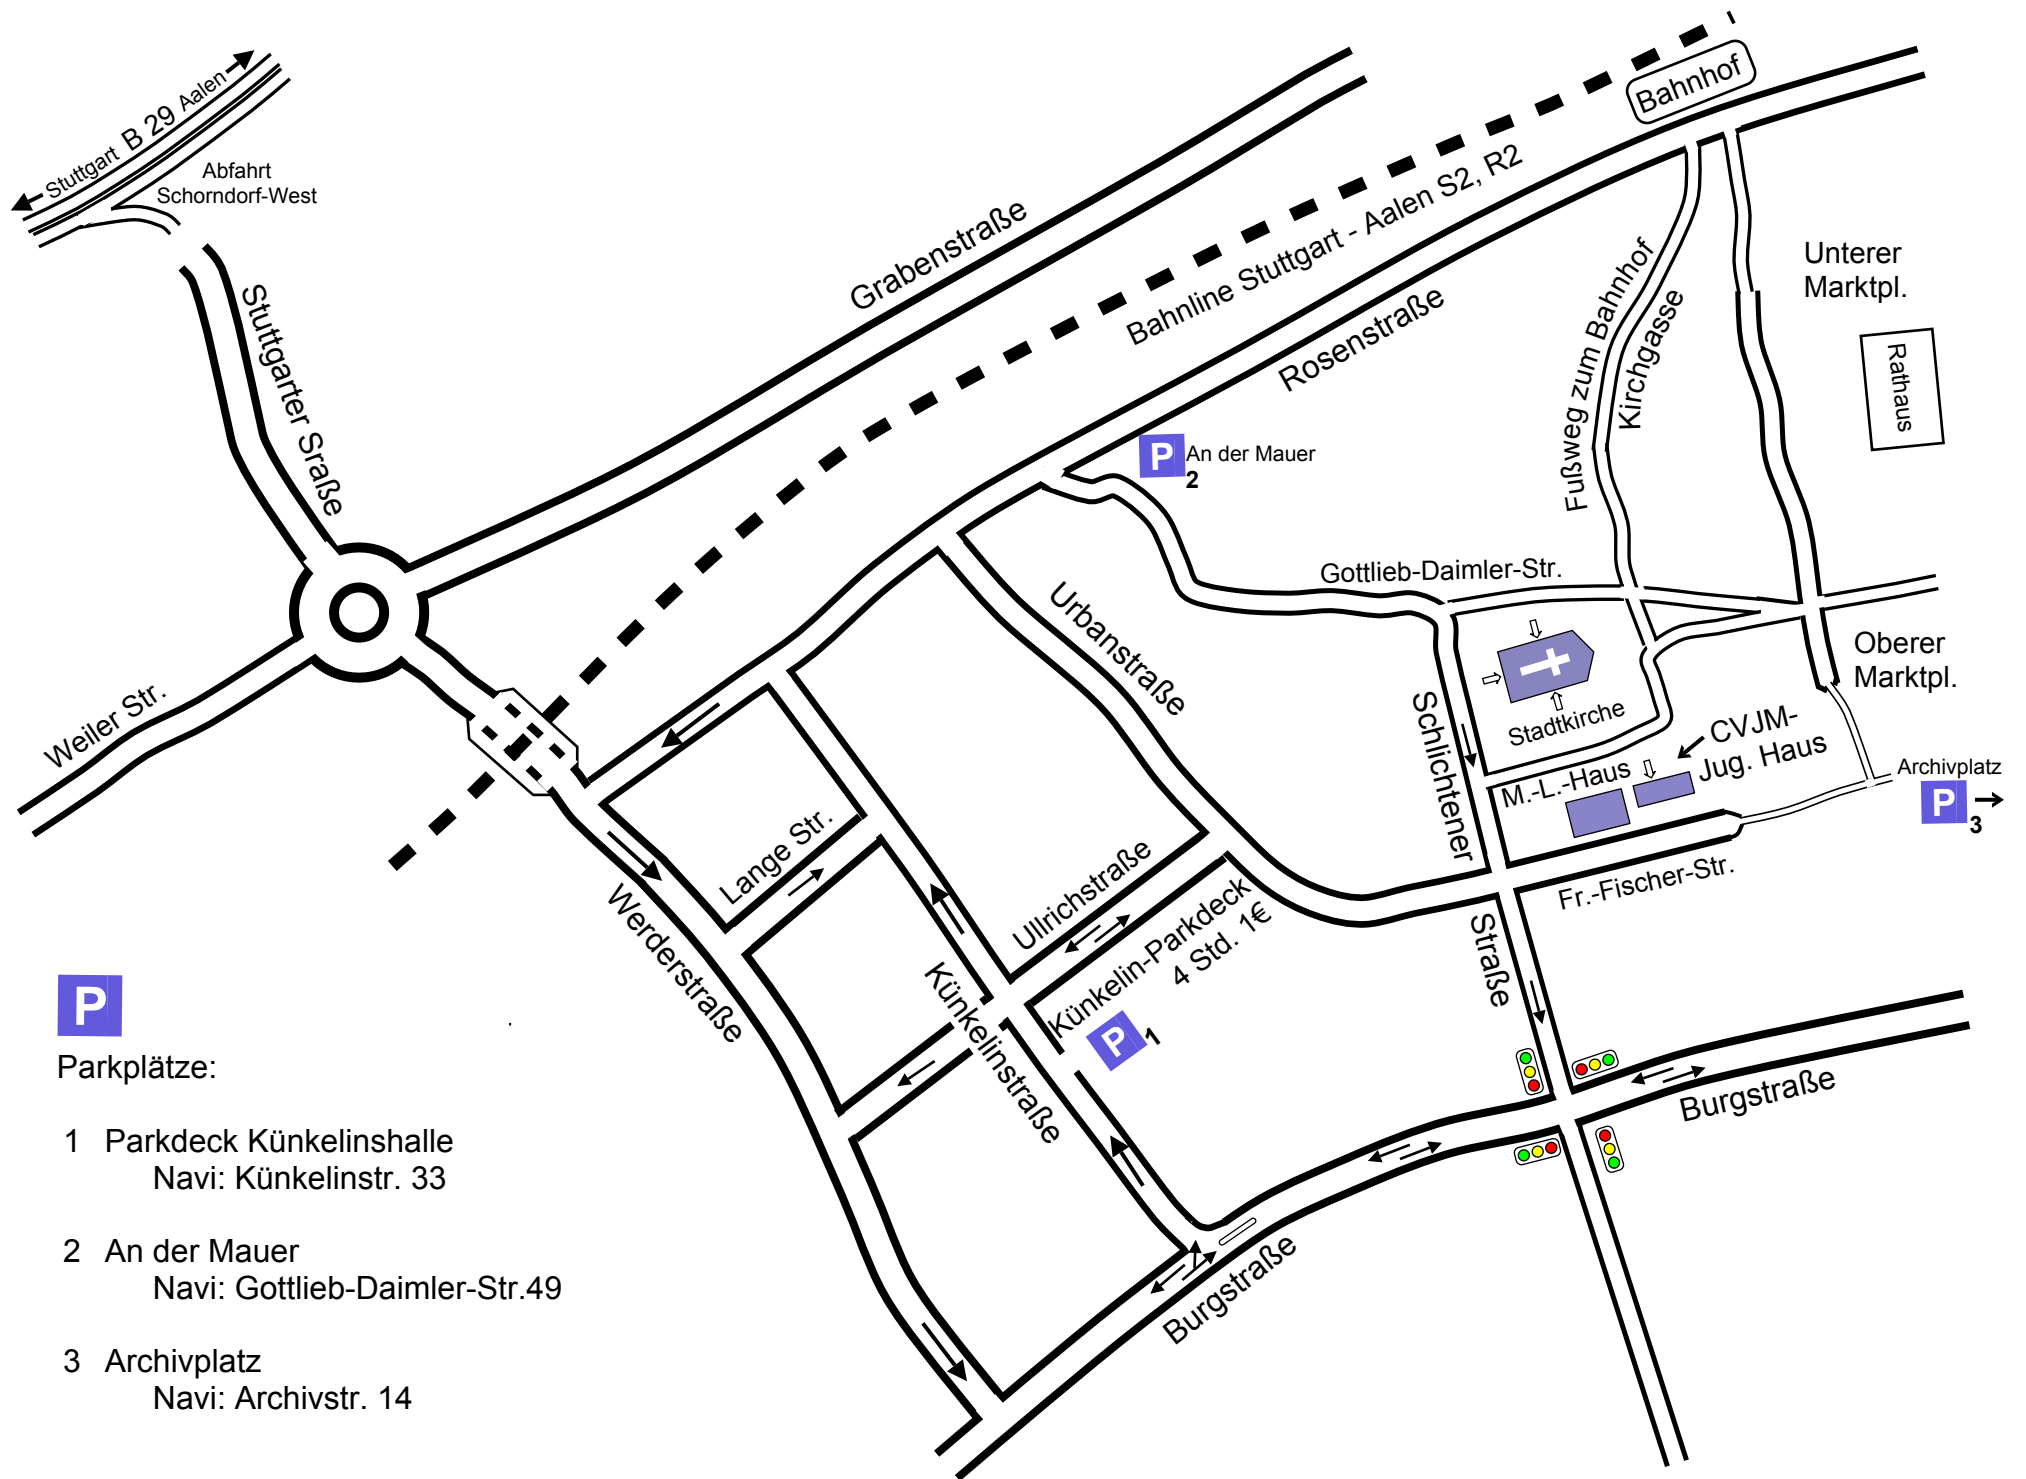 Stuttgart B 29 Aalen
Abfahrt
Schorndorf-West
Stuttgarter Sraße
Weiler Str.
Grabenstraße
Bahnline Stuttgart - Aalen S2, R2
Bahnhof
Rosenstraße
Fußweg zum Bahnhof
Kirchgasse
Unterer
Marktpl.
Rathaus
P An der Mauer
2
Gottlieb-Daimler-Str.
Urbanstraße
Oberer
Marktpl.
Stadtkirche
Schlichtener
Straße
CVJM-
Jug. Haus
M.-L.-Haus
Archivplatz
P
3
Fr.-Fischer-Str.
Lange Str.
Werderstraße
Ullrichstraße
Künkelin-Parkdeck
4 Std. 1€
P 1
Künkelinstraße
Burgstraße
Burgstraße
P
Parkplätze:
1 Parkdeck Künkelinshalle
Navi: Künkelinstr. 33
2 An der Mauer
Navi: Gottlieb-Daimler-Str.49
3 Archivplatz
Navi: Archivstr. 14